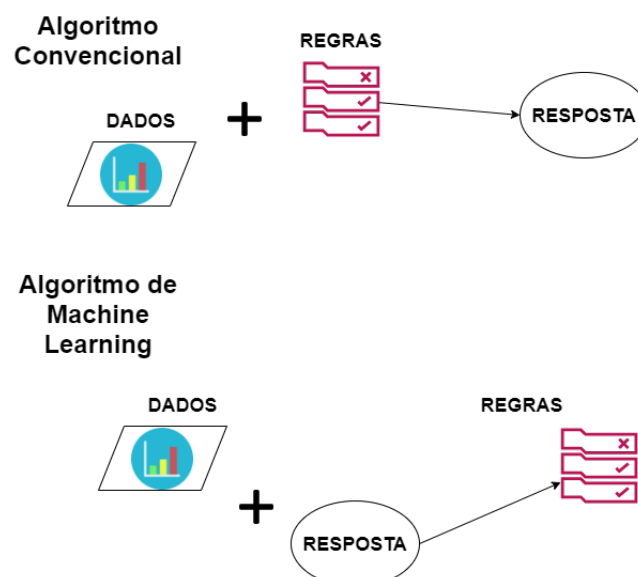 Algoritmo
Convencional
REGRAS
DADOS
+
RESPOSTA
Algoritmo de
Machine
Learning
DADOS
REGRAS
+
RESPOSTA